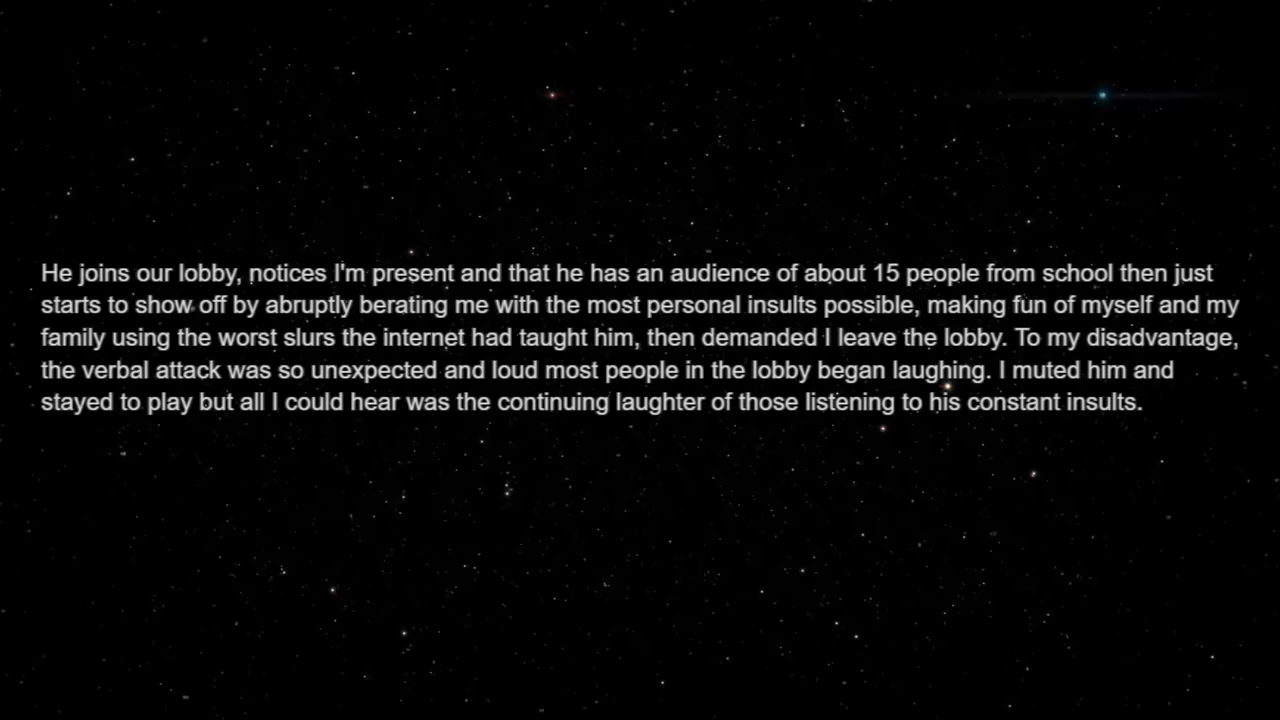 He joins our lobby, notices I'm present and that he has an audience of about 15 people from school then just
starts to show off by abruptly berating me with the most personal insults possible, making fun of myself and my
family using the worst slurs the internet had taught him, then demanded I leave the lobby. To my disadvantage,
the verbal attack was so unexpected and loud most people in the lobby began laughing. I muted him and
stayed to play but all I could hear was the continuing laughter of those listening to his constant insults.